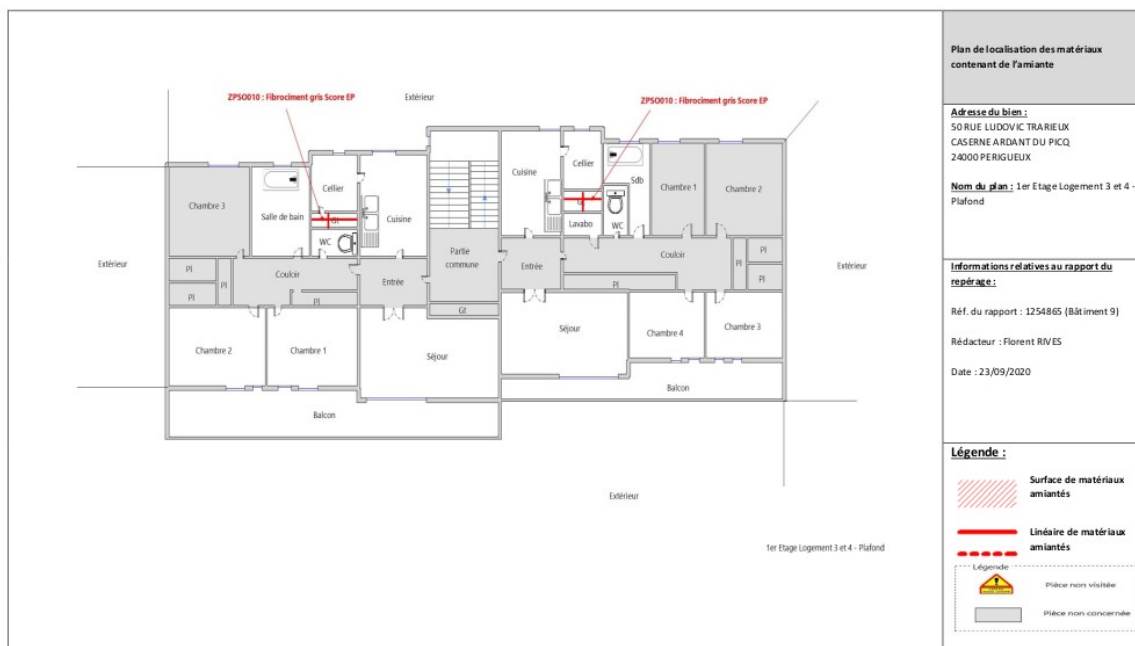 ZPSO010 : Fibrociment gris Score EP
Extérieur
ZPSO010 : Fibrociment gris Score EP
Cuisine
Cellier
Cellier
Sdb
Chambre 1
Chambre 2
Chambre 3
Salle de bain
Gt
Cuisine
Lavabo
WC
WC
Partie
commune
Extérieur
Pl
Pl
Pl
Couloir
Entrée
Entrée
Couloir
Pl
Pl
Pl
Extérieur
Pl
Pl
Gt
Chambre 2
Chambre 1
Séjour
Séjour
Chambre 4
Chambre 3
Balcon
Balcon
Extérieur
1er Etage Logement 3 et 4 - Plafond
Plan de localisation des matériaux
contenant de l'amiante
Adresse du bien :
50 RUE LUDOVIC TRARIEUX
CASERNE ARDANT DU PICQ
24000 PERIGUEUX
Nom du plan : 1er Etage Logement 3 et 4 -
Plafond
Informations relatives au rapport du
repérage :
Réf. du rapport : 1254865 (Bâtiment 9)
Rédacteur : Florent RIVES
Date : 23/09/2020
Légende :
Surface de matériaux
amiantés
Linéaire de matériaux
amiantés
Légende
Pièce non visitée
Pièce non concernée